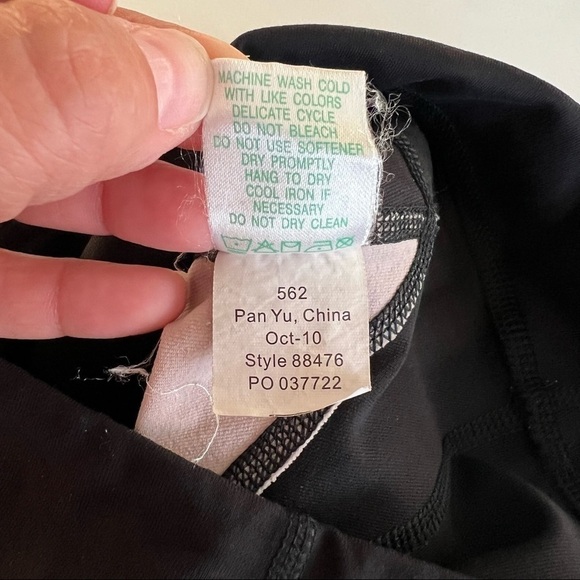 MACHINE WASH COLD
WITH LIKE COLORS
DELICATE CYCLE
DO NOT BLEACH
DO NOT USE SOFTENER
DRY PROMPTLY
HANG TO DRY
COOL IRON IF
NECESSARY
DO NOT DRY CLEAN
562
Pan Yu, China
Oct-10
Style 88476
PO 037722